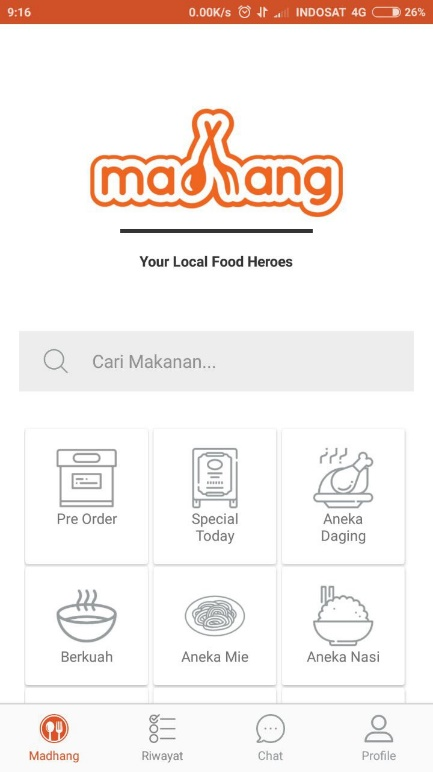 9:16
0.00K/s INDOSAT 4G 26%
madhang
Your Local Food Heroes
Cari Makanan...
Pre Order
Special
Today
Aneka
Daging
Berkuah
Aneka Mie
Aneka Nasi
Madhang
Riwayat
Chat
Profile